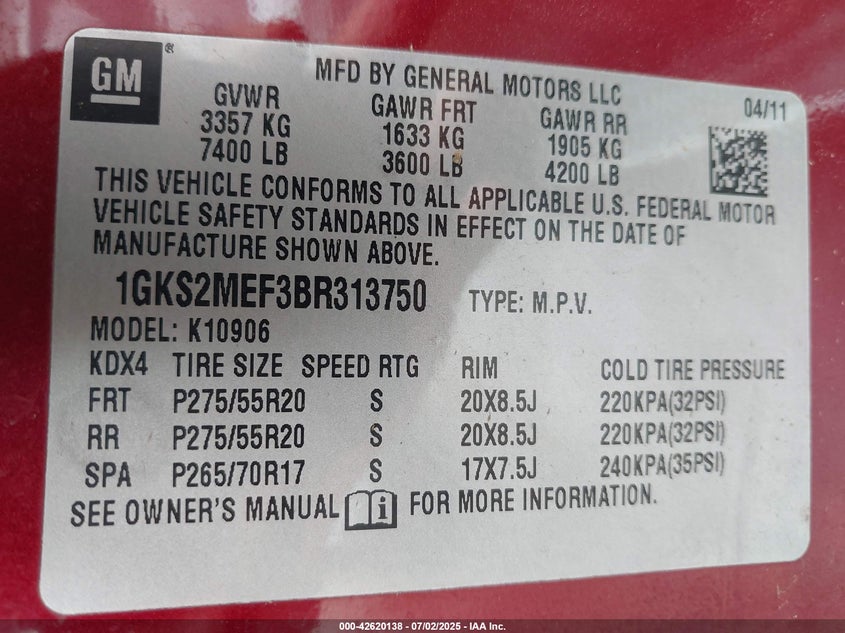 GM ®
MFD BY GENERAL MOTORS LLC
04/11
GVWR GAWR FRT GAWR RR
3357 KG 1633 KG 1905 KG
7400 LB 3600 LB 4200 LB
THIS VEHICLE CONFORMS TO ALL APPLICABLE U.S. FEDERAL MOTOR
VEHICLE SAFETY STANDARDS IN EFFECT ON THE DATE OF
MANUFACTURE SHOWN ABOVE.
1GKS2MEF3BR313750 TYPE: M.P.V.
MODEL: K10906
KDX4 TIRE SIZE SPEED RTG RIM COLD TIRE PRESSURE
FRT P275/55R20 S 20X8.5J 220KPA(32PSI)
RR P275/55R20 S 20X8.5J 220KPA(32PSI)
SPA P265/70R17 S 17X7.5J 240KPA(35PSI)
SEE OWNER'S MANUAL i FOR MORE INFORMATION.
000-42620138 - 07/02/2025 - IAA Inc.